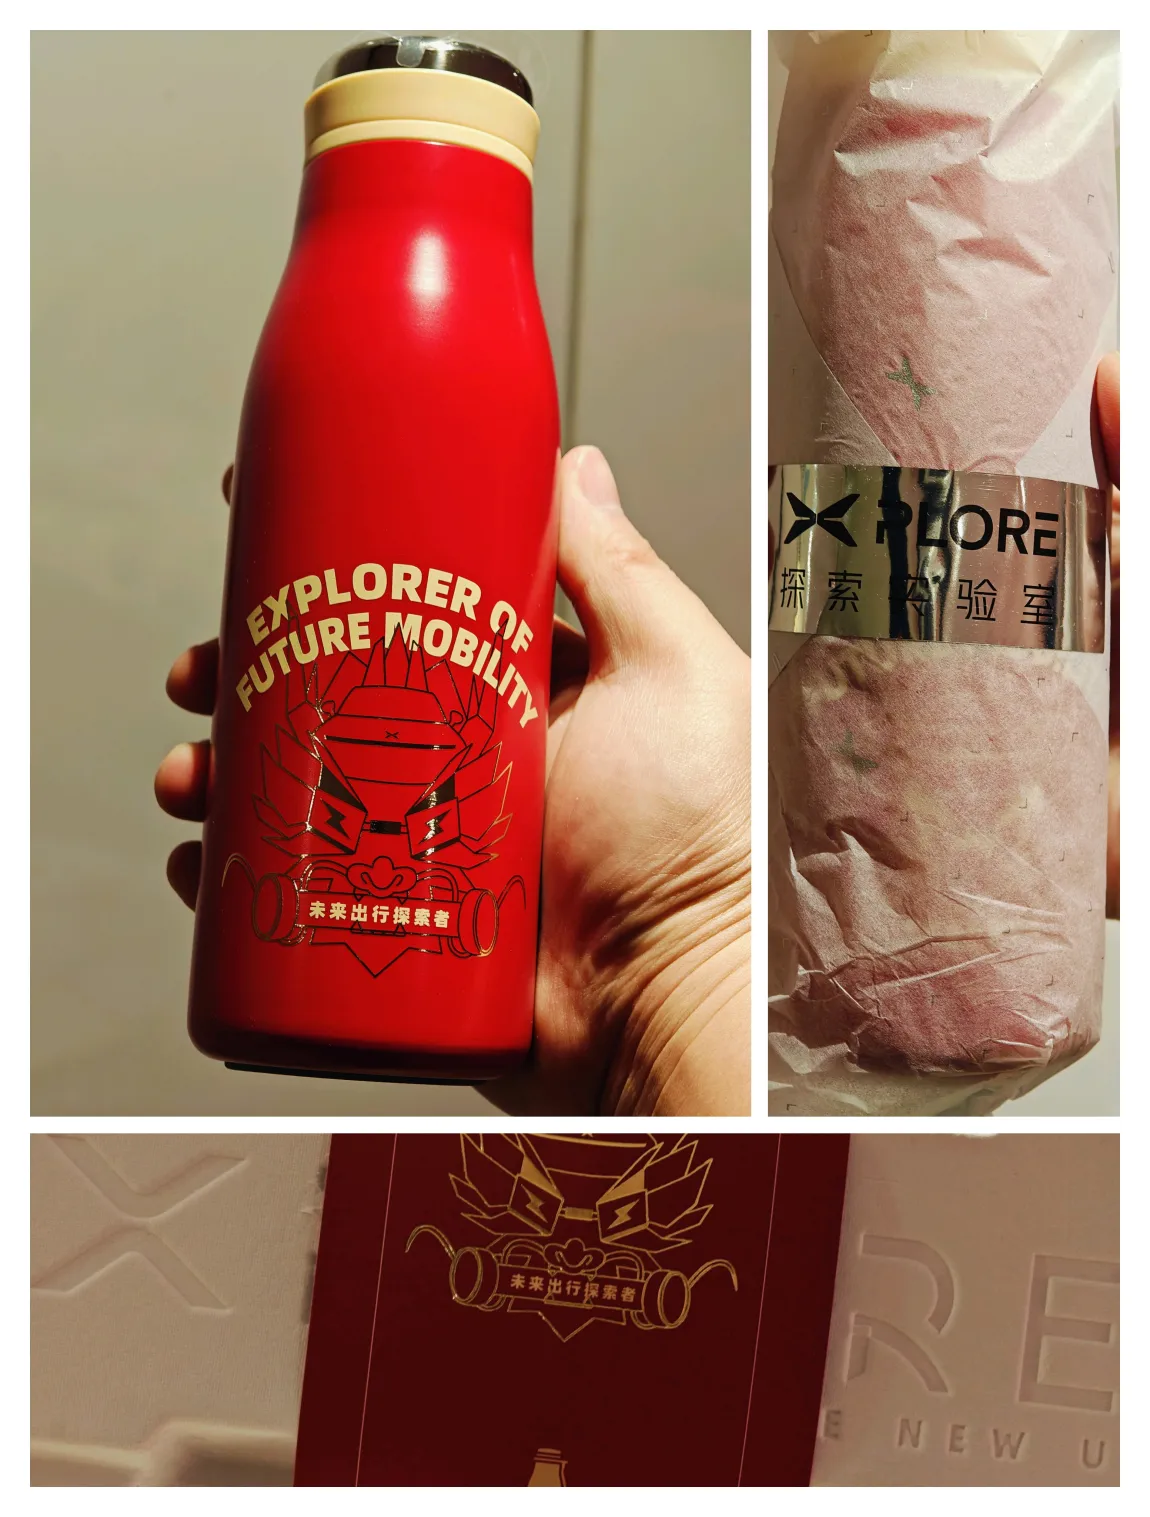 EXPLORER OF
FUTURE MOBILITY
未来出行探索者
XPLORE
探索实验室
未来出行探索者
RE
E NEW U